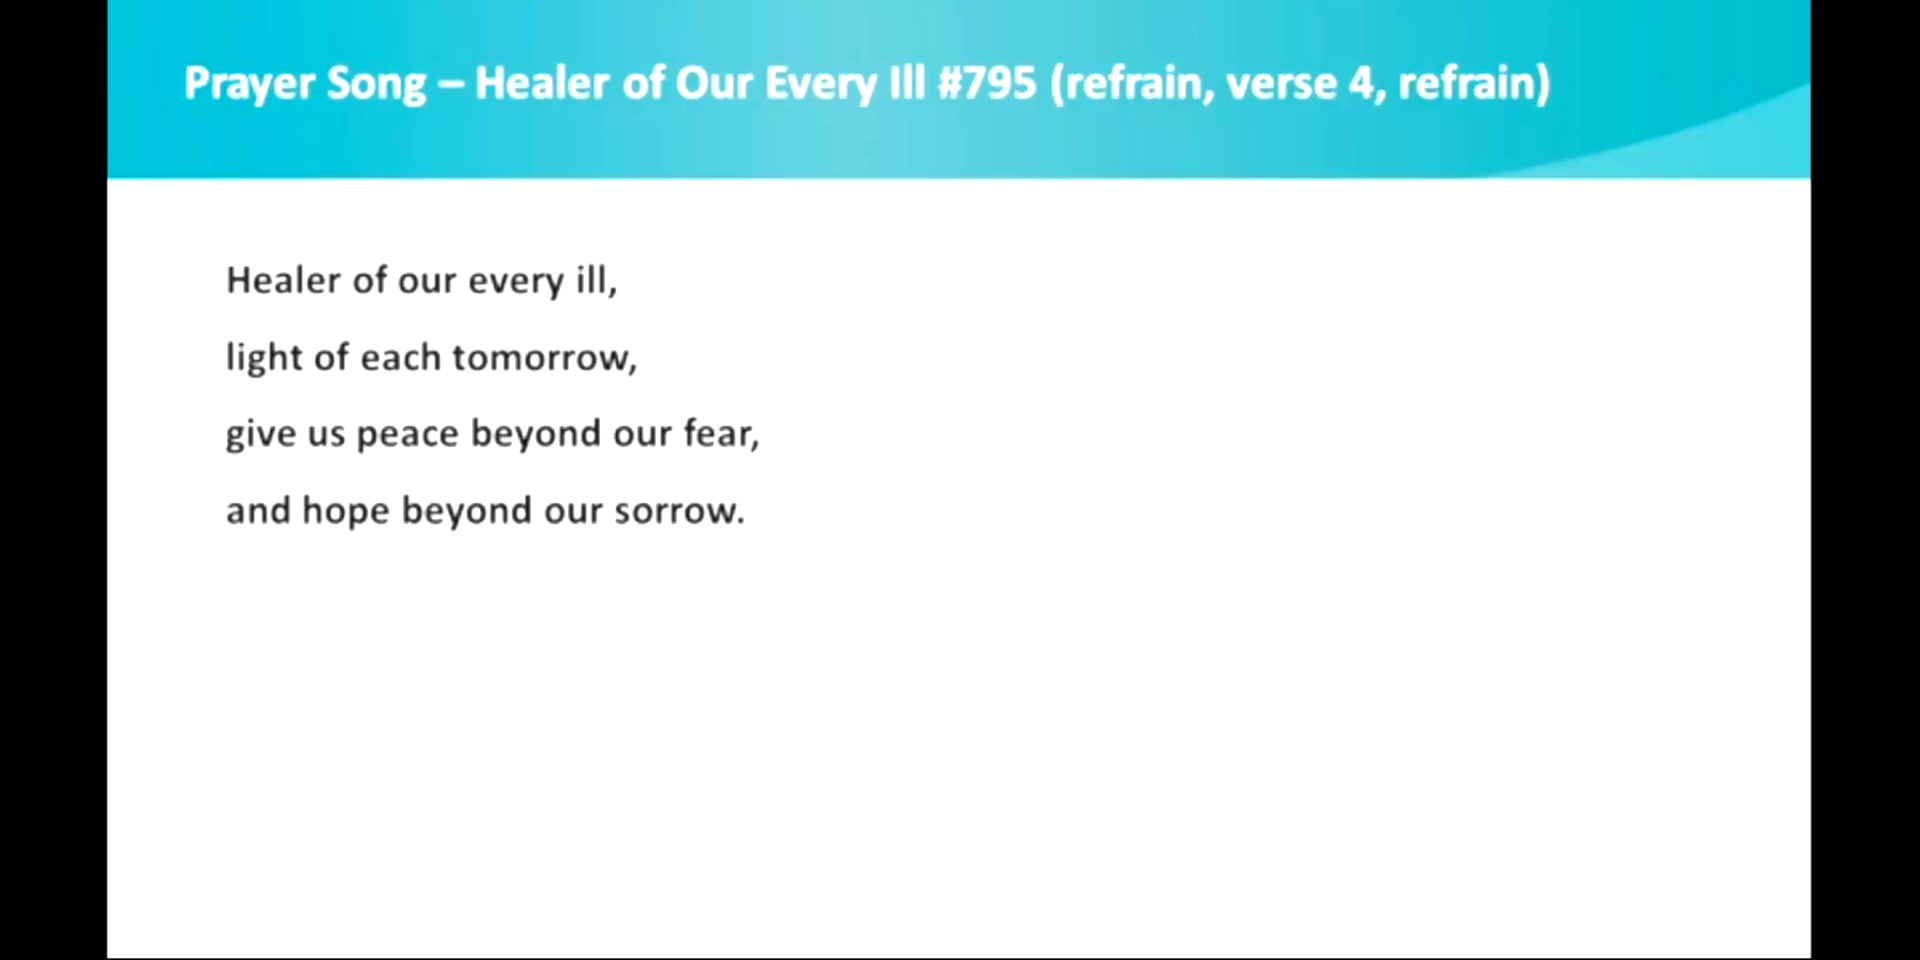 Prayer Song – Healer of Our Every Ill #795 (refrain, verse 4, refrain)
Healer of our every ill,
light of each tomorrow,
give us peace beyond our fear,
and hope beyond our sorrow.